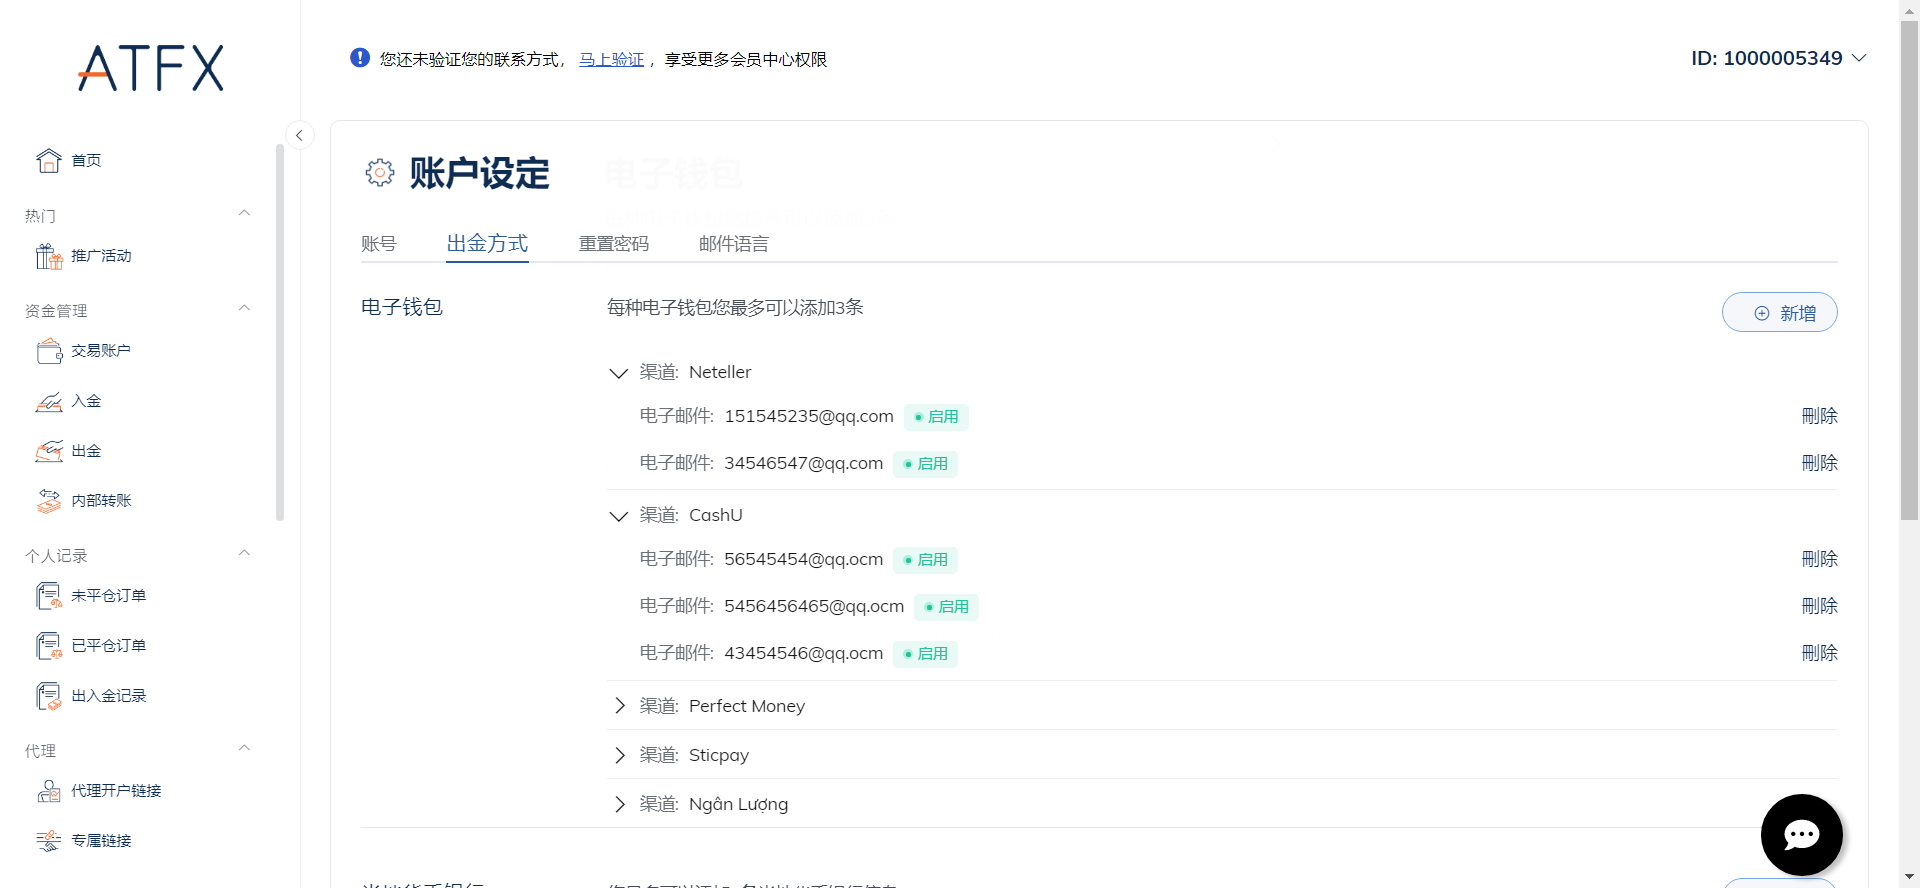 ATFX
您还未验证您的联系方式， 马上验证 ，享受更多会员中心权限
ID: 1000005349
首页
热门
推广活动
资金管理
交易账户
入金
出金
内部转账
个人记录
未平仓订单
已平仓订单
出入金记录
代理
代理开户链接
专属链接
账户设定
电子钱包
账号 出金方式 重置密码 邮件语言
电子钱包 每种电子钱包您最多可以添加3条 新增
渠道: Neteller
电子邮件: 151545235@qq.com 启用 刪除
电子邮件: 34546547@qq.com 启用 刪除
渠道: CashU
电子邮件: 56545454@qq.ocm 启用 刪除
电子邮件: 5456456465@qq.ocm 启用 刪除
电子邮件: 43454546@qq.ocm 启用 刪除
渠道: Perfect Money
渠道: Sticpay
渠道: Ngân Lượng